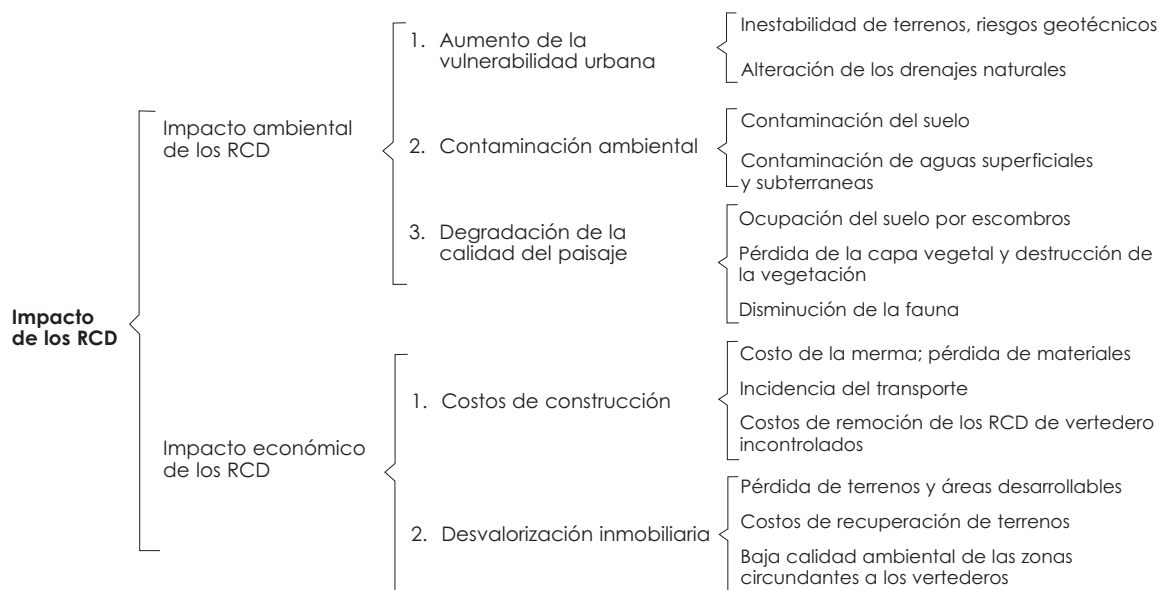 Impacto
de los RCD
Impacto ambiental
de los RCD
1. Aumento de la
vulnerabilidad urbana
Inestabilidad de terrenos, riesgos geotécnicos
Alteración de los drenajes naturales
2. Contaminación ambiental
Contaminación del suelo
Contaminación de aguas superficiales
y subterraneas
3. Degradación de la
calidad del paisaje
Ocupación del suelo por escombros
Pérdida de la capa vegetal y destrucción de
la vegetación
Disminución de la fauna
Impacto económico
de los RCD
1. Costos de construcción
Costo de la merma; pérdida de materiales
Incidencia del transporte
Costos de remoción de los RCD de vertedero
incontrolados
2. Desvalorización inmobiliaria
Pérdida de terrenos y áreas desarrollables
Costos de recuperación de terrenos
Baja calidad ambiental de las zonas
circundantes a los vertederos